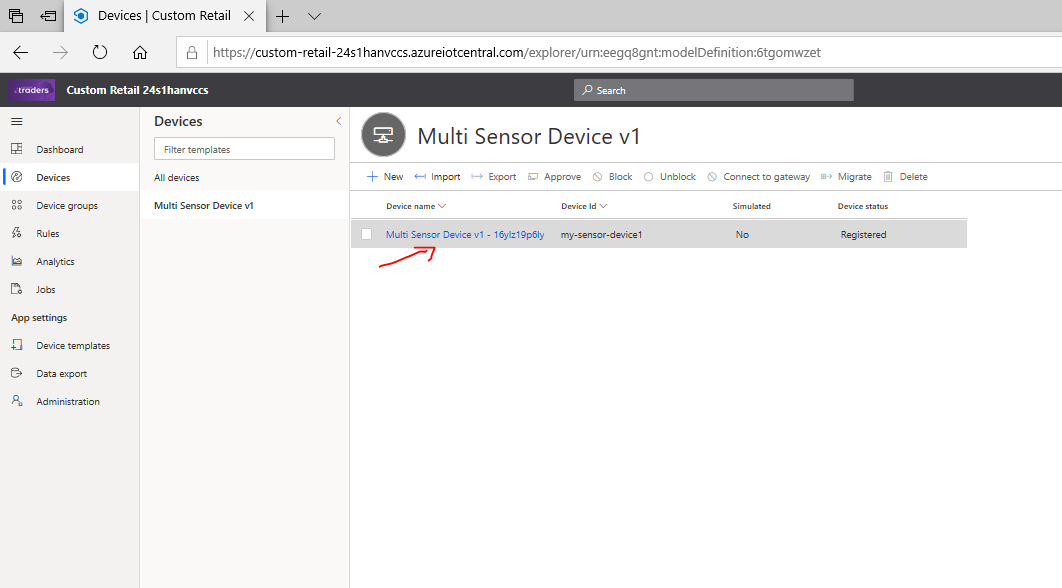 Devices | Custom Retail
https://custom-retail-24s1hanvccs.azureiotcentral.com/explorer/urn:eegq8gnt:modelDefinition:6tgomwzet
traders
Custom Retail 24s1hanvccs
Search
Dashboard
Devices
Device groups
Rules
Analytics
Jobs
App settings
Device templates
Data export
Administration
Devices
Filter templates
All devices
Multi Sensor Device v1
Multi Sensor Device v1
New Import Export Approve Block Unblock Connect to gateway Migrate Delete
Device name Device Id Simulated Device status
Multi Sensor Device v1 - 16ylz19p6ly my-sensor-device1 No Registered